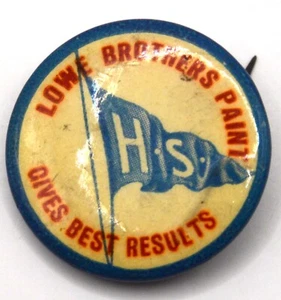 LOWE BROTHERS PAINT
H.S.
GIVES BEST RESULTS